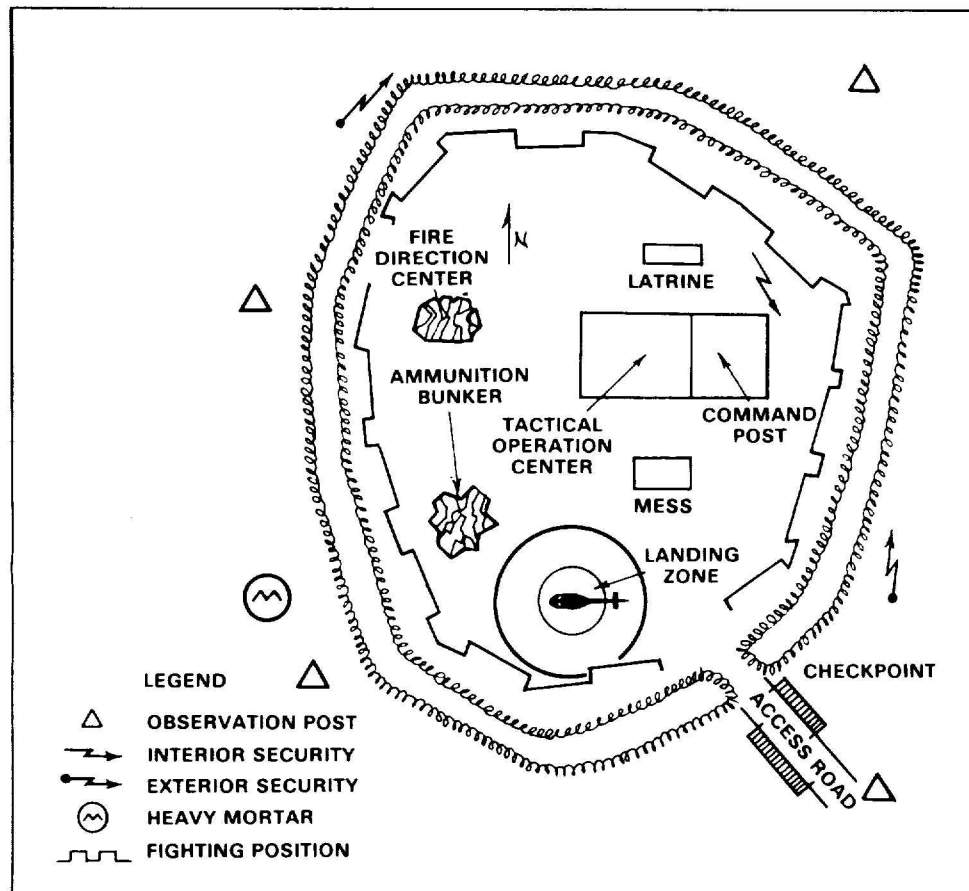 N
FIRE
DIRECTION
CENTER
LATRINE
AMMUNITION
BUNKER
TACTICAL
OPERATION
CENTER
COMMAND
POST
MESS
LANDING
ZONE
CHECKPOINT
ACCESS ROAD
LEGEND
OBSERVATION POST
INTERIOR SECURITY
EXTERIOR SECURITY
HEAVY MORTAR
FIGHTING POSITION